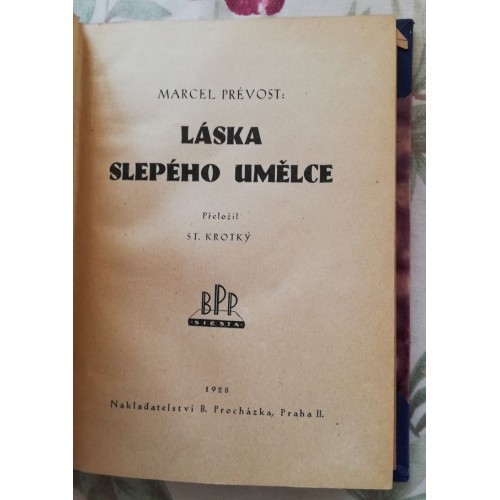 MARCEL PRÉVOST:
LÁSKA
SLEPÉHO UMĚLCE
Přeložil
ST. KROTKÝ
BPP
SIESTA
1928
Nakladatelství B. Procházka, Praha II.